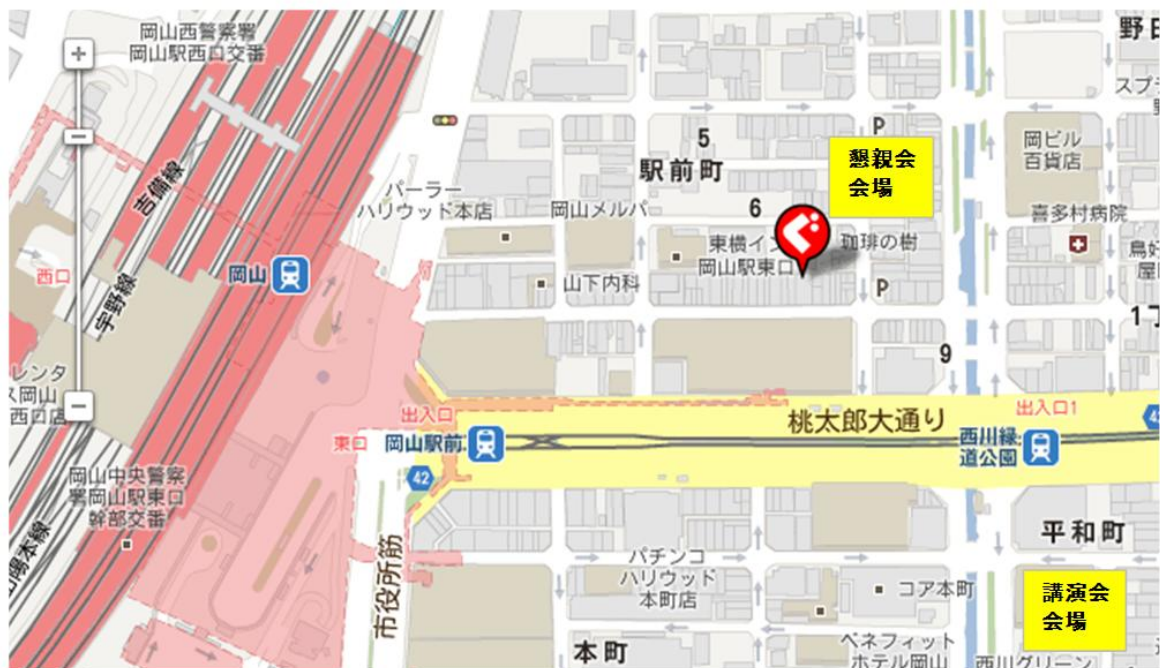 岡山西警察署
岡山駅西口交番
吉備線
西口
宇野線
岡山
レンタ
ス岡山
西口店
岡山中央警察
署岡山駅東口
幹部交番
山陽本線
東口
出入口
岡山駅前
42
市役所筋
パーラー
ハリウッド本店
岡山メルパ
山下内科
5
駅前町
6
東横イン
岡山駅東口
ぐ
珈琲の樹
P
P
懇親会
会場
9
野田
スプラ
岡ビル
百貨店
喜多村病院
鳥好
屋
1丁
桃太郎大通り
出入口1
西川緑
道公園
42
平和町
パチンコ
ハリウッド
本町店
コア本町
本町
ベネフィット
ホテル岡山
西川グリーン
講演会
会場